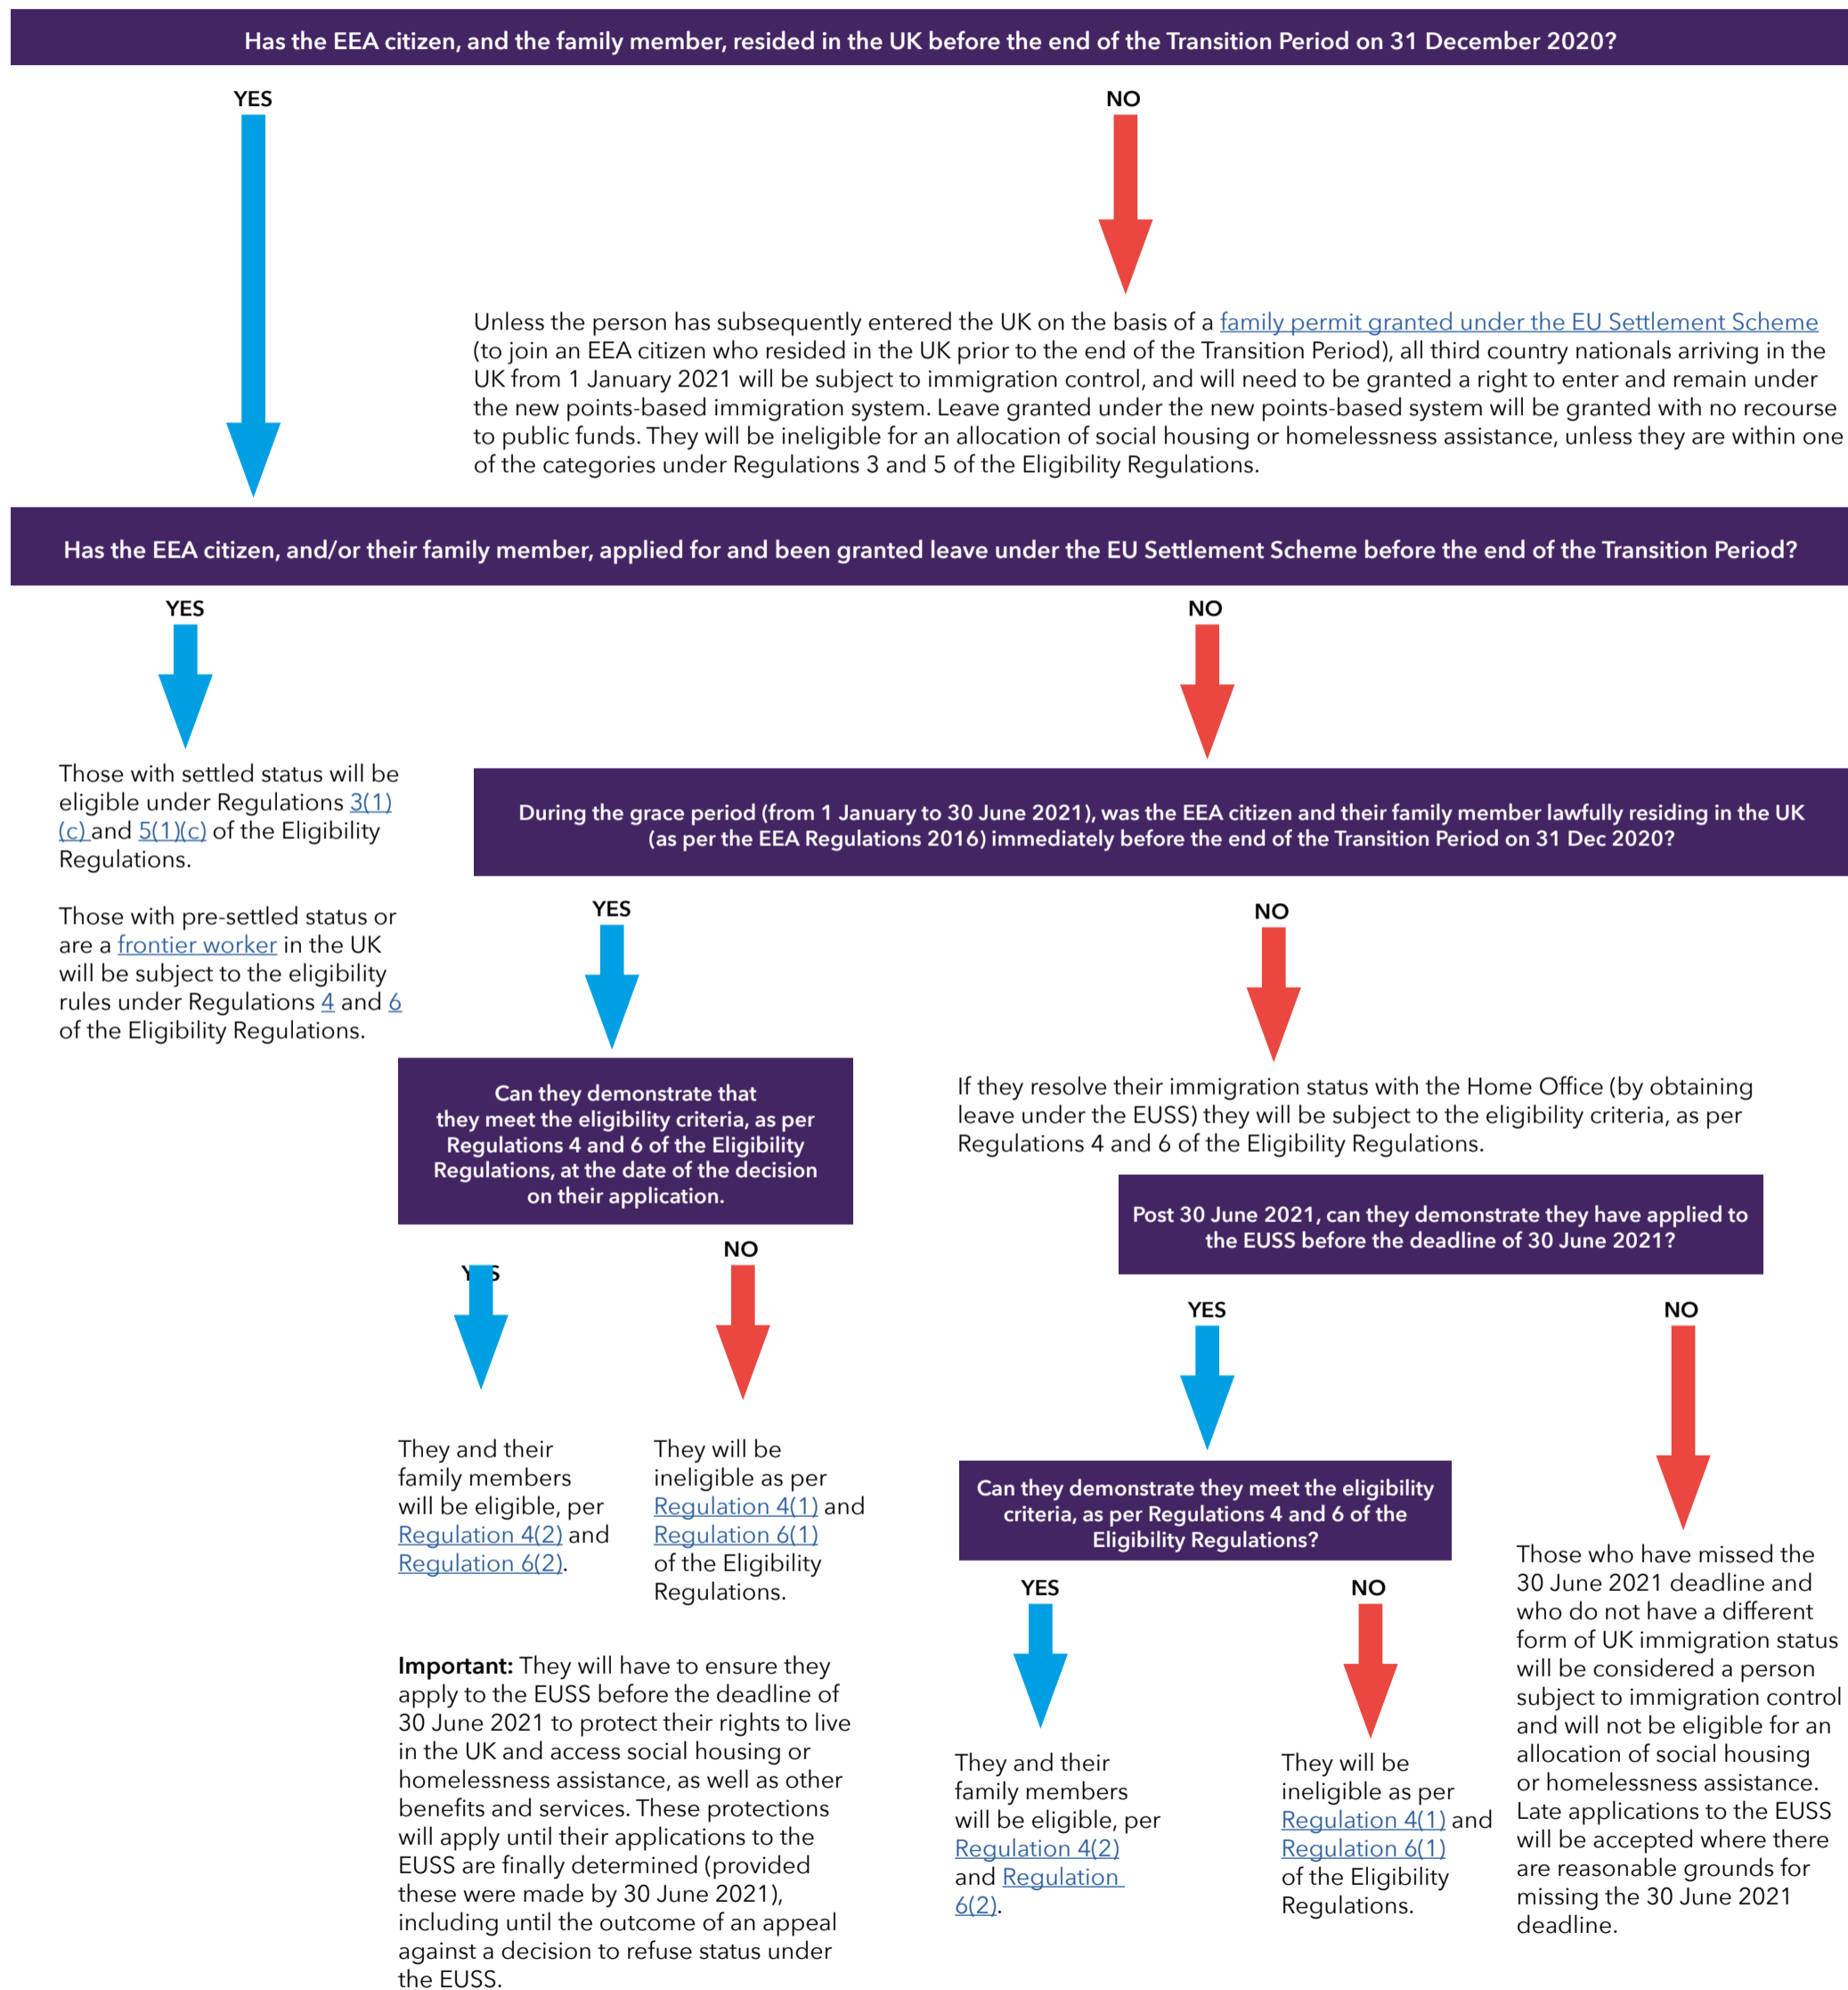 Has the EEA citizen, and the family member, resided in the UK before the end of the Transition Period on 31 December 2020?
YES
NO
Unless the person has subsequently entered the UK on the basis of a family permit granted under the EU Settlement Scheme
(to join an EEA citizen who resided in the UK prior to the end of the Transition Period), all third country nationals arriving in the
UK from 1 January 2021 will be subject to immigration control, and will need to be granted a right to enter and remain under
the new points-based immigration system. Leave granted under the new points-based system will be granted with no recourse
to public funds. They will be ineligible for an allocation of social housing or homelessness assistance, unless they are within one
of the categories under Regulations 3 and 5 of the Eligibility Regulations.
Has the EEA citizen, and/or their family member, applied for and been granted leave under the EU Settlement Scheme before the end of the Transition Period?
YES
NO
Those with settled status will be
eligible under Regulations 3(1)
(c) and 5(1)(c) of the Eligibility
Regulations.
Those with pre-settled status or
are a frontier worker in the UK
will be subject to the eligibility
rules under Regulations 4 and 6
of the Eligibility Regulations.
During the grace period (from 1 January to 30 June 2021), was the EEA citizen and their family member lawfully residing in the UK
(as per the EEA Regulations 2016) immediately before the end of the Transition Period on 31 Dec 2020?
YES
NO
Can they demonstrate that
they meet the eligibility criteria, as per
Regulations 4 and 6 of the Eligibility
Regulations, at the date of the decision
on their application.
YES
NO
They and their
family members
will be eligible, per
Regulation 4(2) and
Regulation 6(2).
They will be
ineligible as per
Regulation 4(1) and
Regulation 6(1)
of the Eligibility
Regulations.
Important: They will have to ensure they
apply to the EUSS before the deadline of
30 June 2021 to protect their rights to live
in the UK and access social housing or
homelessness assistance, as well as other
benefits and services. These protections
will apply until their applications to the
EUSS are finally determined (provided
these were made by 30 June 2021),
including until the outcome of an appeal
against a decision to refuse status under
the EUSS.
If they resolve their immigration status with the Home Office (by obtaining
leave under the EUSS) they will be subject to the eligibility criteria, as per
Regulations 4 and 6 of the Eligibility Regulations.
Post 30 June 2021, can they demonstrate they have applied to
the EUSS before the deadline of 30 June 2021?
YES
NO
Can they demonstrate they meet the eligibility
criteria, as per Regulations 4 and 6 of the
Eligibility Regulations?
YES
NO
They and their
family members
will be eligible, per
Regulation 4(2)
and Regulation
6(2).
They will be
ineligible as per
Regulation 4(1) and
Regulation 6(1)
of the Eligibility
Regulations.
Those who have missed the
30 June 2021 deadline and
who do not have a different
form of UK immigration status
will be considered a person
subject to immigration control
and will not be eligible for an
allocation of social housing
or homelessness assistance.
Late applications to the EUSS
will be accepted where there
are reasonable grounds for
missing the 30 June 2021
deadline.